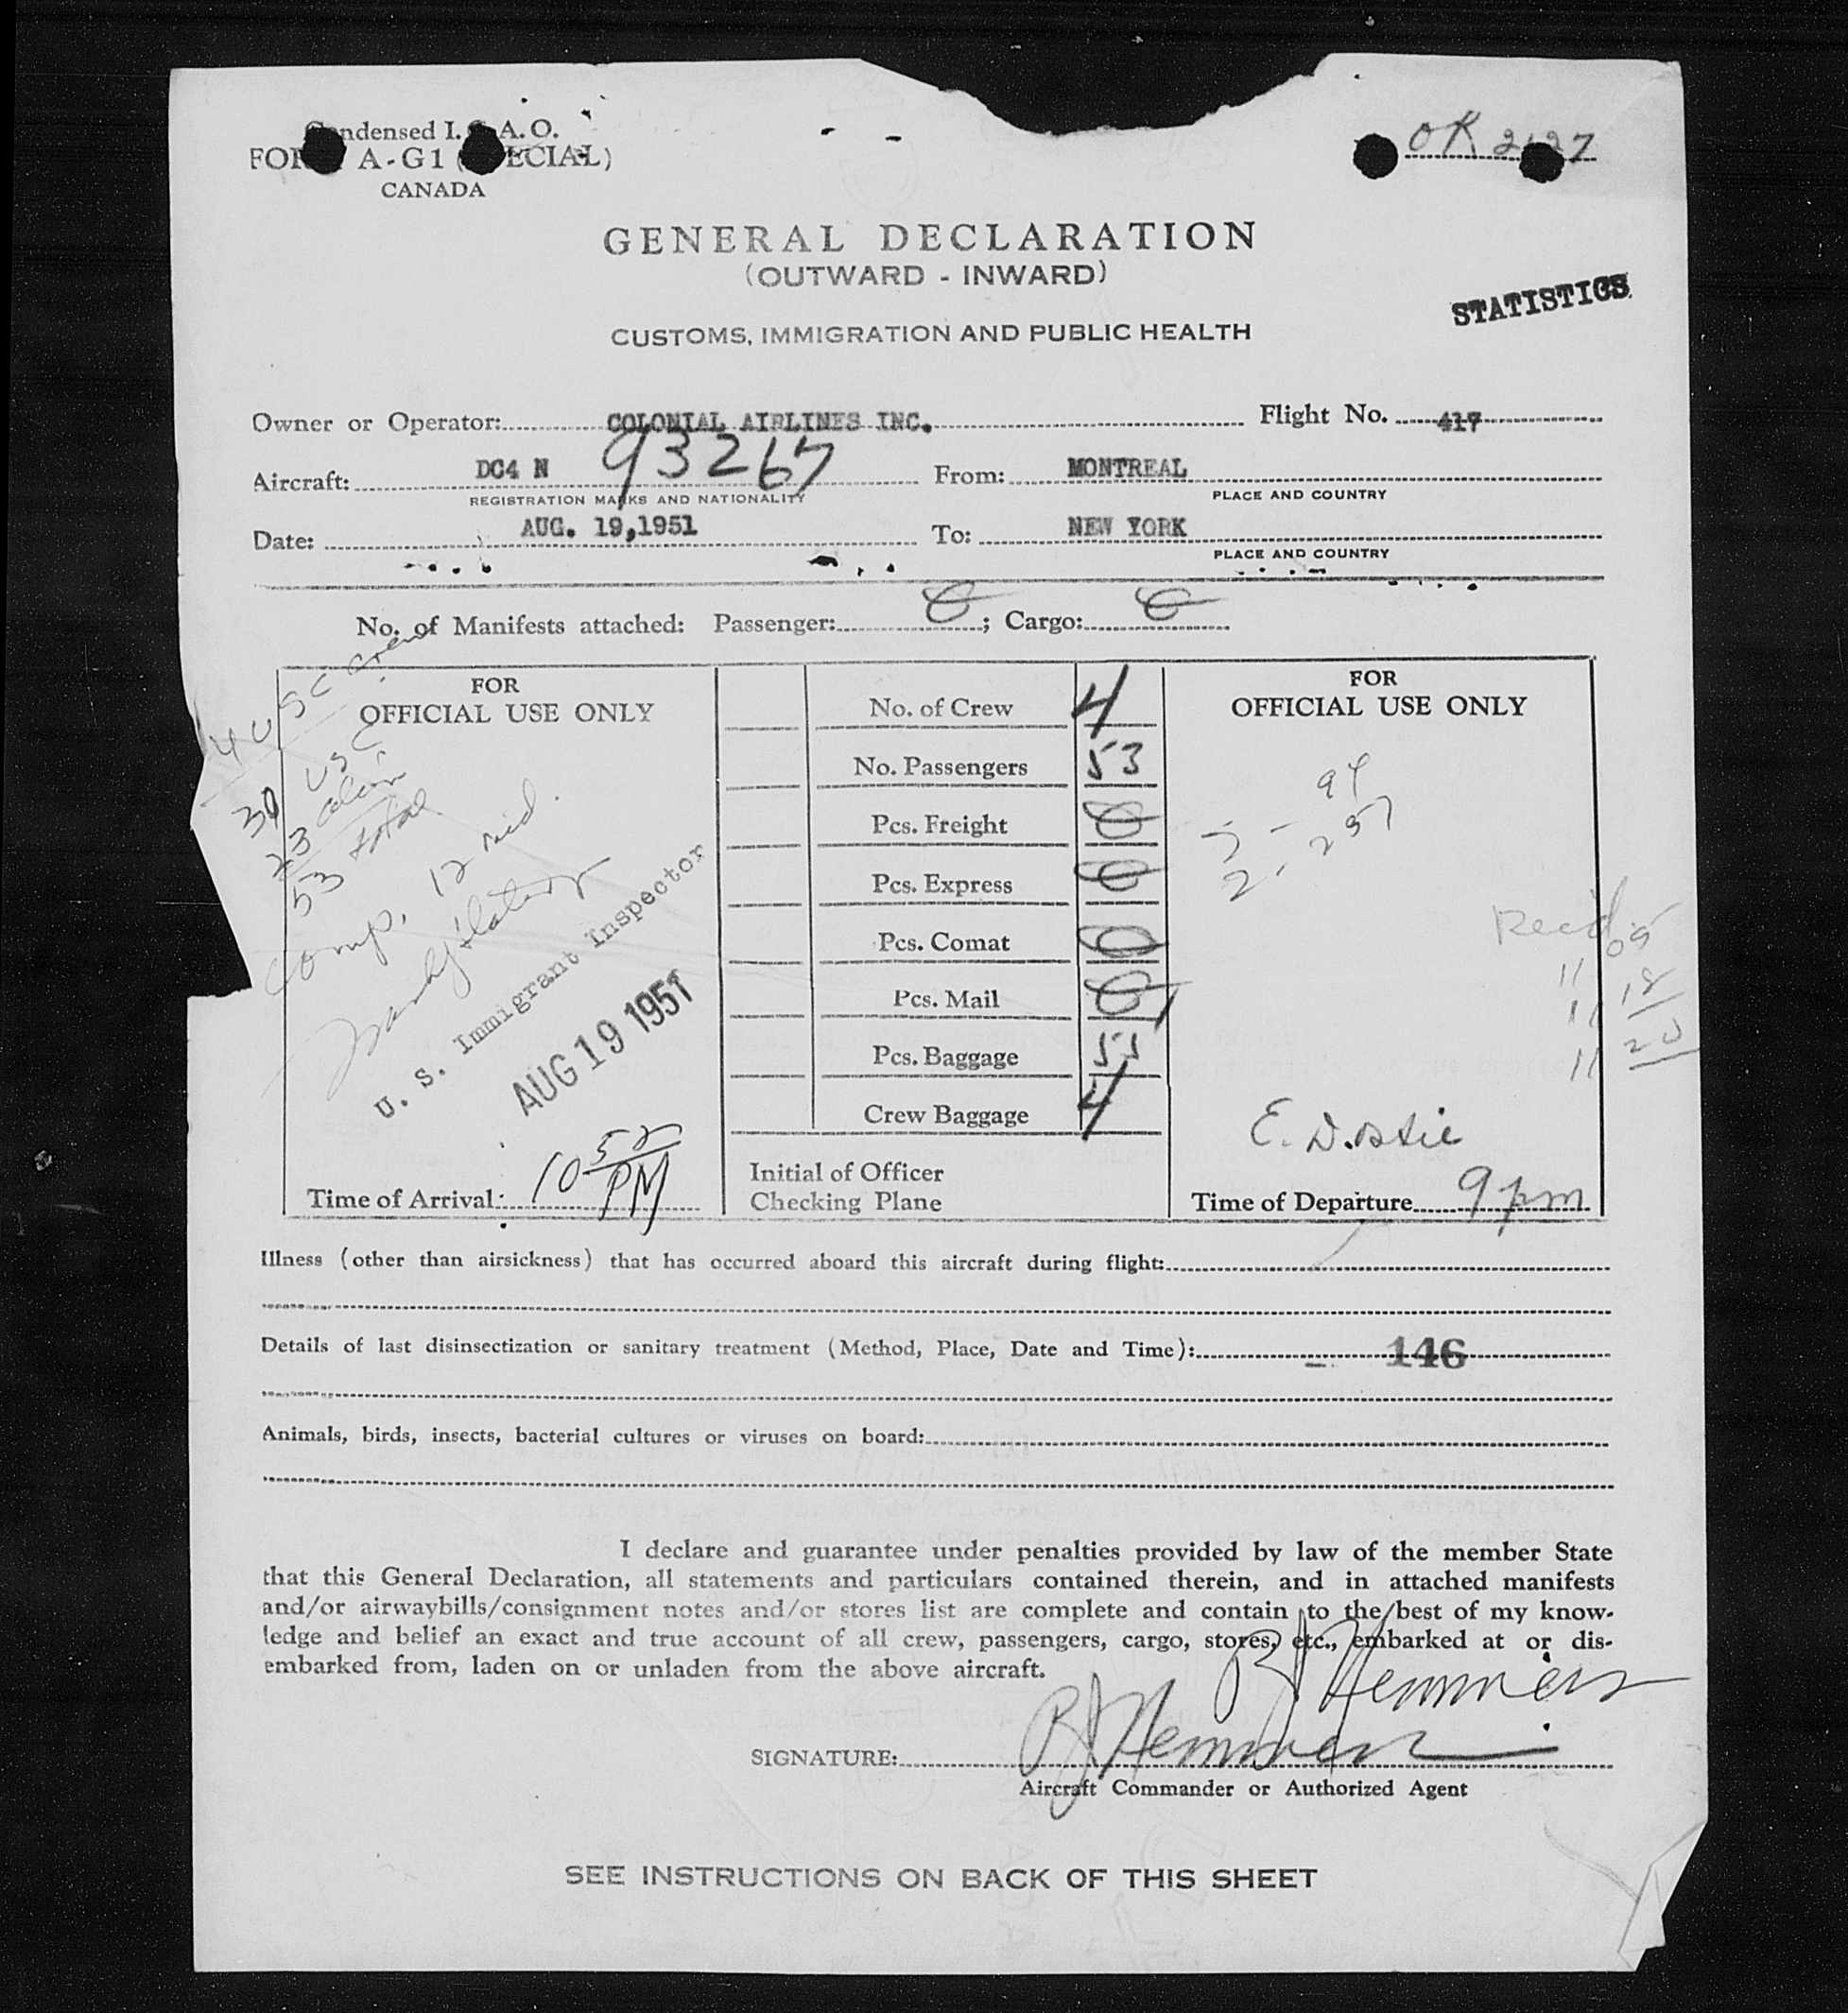 Condensed I.C.A.O.
FORM A-G1 (SPECIAL)
CANADA
OK
GENERAL DECLARATION
(OUTWARD - INWARD)
STATISTICS
CUSTOMS, IMMIGRATION AND PUBLIC HEALTH
Owner or Operator: COLONIAL AIRLINES INC. Flight No. 417
Aircraft: DC4 N 93267 From: MONTREAL
REGISTRATION MARKS AND NATIONALITY PLACE AND COUNTRY
Date: AUG. 19,1951 To: NEW YORK
PLACE AND COUNTRY
No. of Manifests attached: Passenger: 0; Cargo: 0
FOR
OFFICIAL USE ONLY
4 USC Crew
30 USC
23 alien
53 total
comp. 12 
U. S. Immigrant Inspector
AUG 19 1951
Time of Arrival: 10 52 PM
No. of Crew 4
No. Passengers 53
Pcs. Freight 0
Pcs. Express 0
Pcs. Comat 0
Pcs. Mail 0
Pcs. Baggage 53
Crew Baggage 4
Initial of Officer
Checking Plane
FOR
OFFICIAL USE ONLY
Time of Departure 9 pm
Illness (other than airsickness) that has occurred aboard this aircraft during flight:
Details of last disinsectization or sanitary treatment (Method, Place, Date and Time): 146
Animals, birds, insects, bacterial cultures or viruses on board:
I declare and guarantee under penalties provided by law of the member State
that this General Declaration, all statements and particulars contained therein, and in attached manifests
and/or airwaybills/consignment notes and/or stores list are complete and contain to the best of my know-
ledge and belief an exact and true account of all crew, passengers, cargo, stores, etc., embarked at or dis-
embarked from, laden on or unladen from the above aircraft.
RJ Hemmers
SIGNATURE: RJ Hemmers
Aircraft Commander or Authorized Agent
SEE INSTRUCTIONS ON BACK OF THIS SHEET